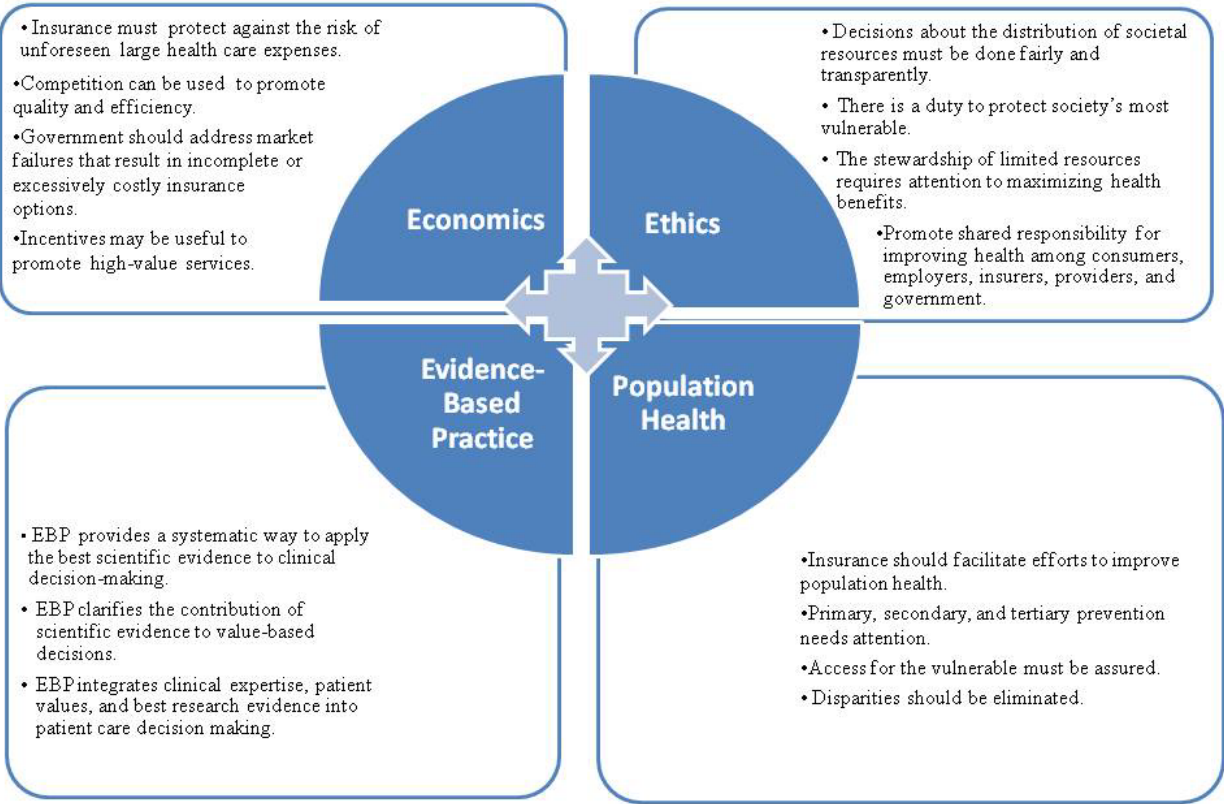 • Insurance must protect against the risk of
unforeseen large health care expenses.
•Competition can be used to promote
quality and efficiency.
•Government should address market
failures that result in incomplete or
excessively costly insurance
options.
•Incentives may be useful to
promote high-value services.
• Decisions about the distribution of societal
resources must be done fairly and
transparently.
• There is a duty to protect society's most
vulnerable.
• The stewardship of limited resources
requires attention to maximizing health
benefits.
•Promote shared responsibility for
improving health among consumers,
employers, insurers, providers, and
government.
Economics
Ethics
Evidence-
Based
Practice
Population
Health
• EBP provides a systematic way to apply
the best scientific evidence to clinical
decision-making.
• EBP clarifies the contribution of
scientific evidence to value-based
decisions.
• EBP integrates clinical expertise, patient
values, and best research evidence into
patient care decision making.
•Insurance should facilitate efforts to improve
population health.
•Primary, secondary, and tertiary prevention
needs attention.
•Access for the vulnerable must be assured.
• Disparities should be eliminated.